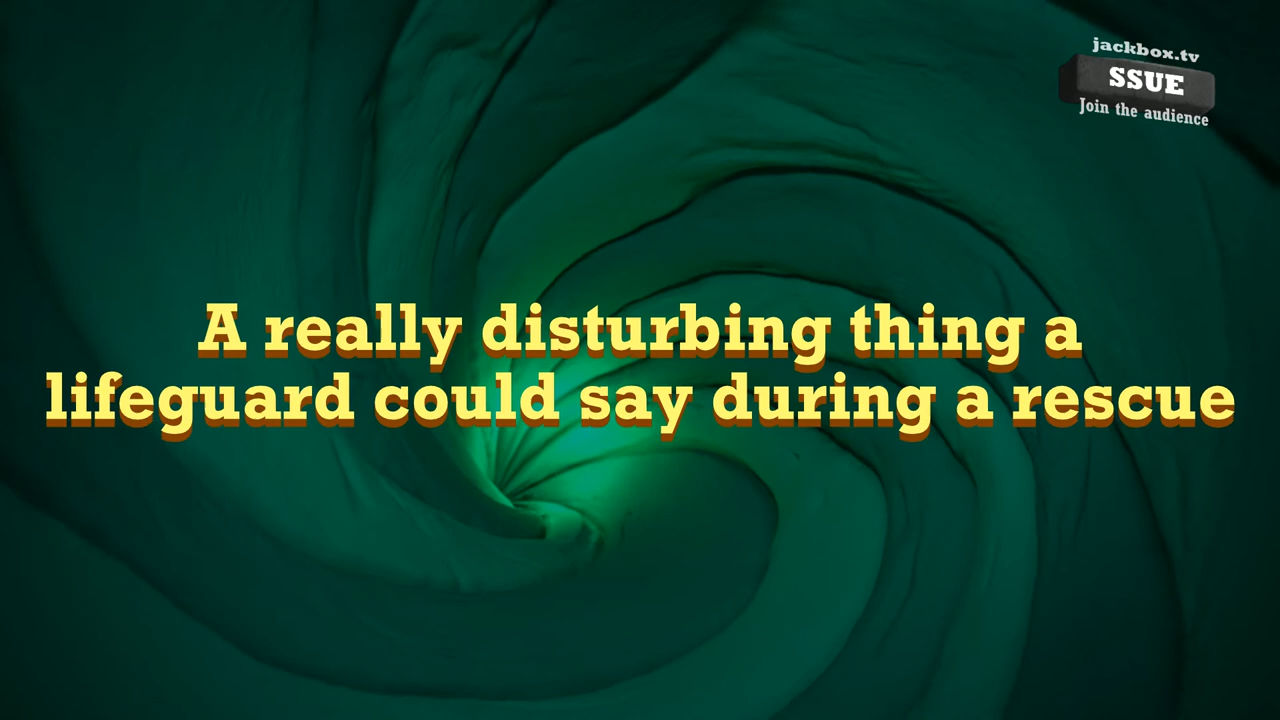 jackbox.tv
SSUE
Join the audience
A really disturbing thing a
lifeguard could say during a rescue